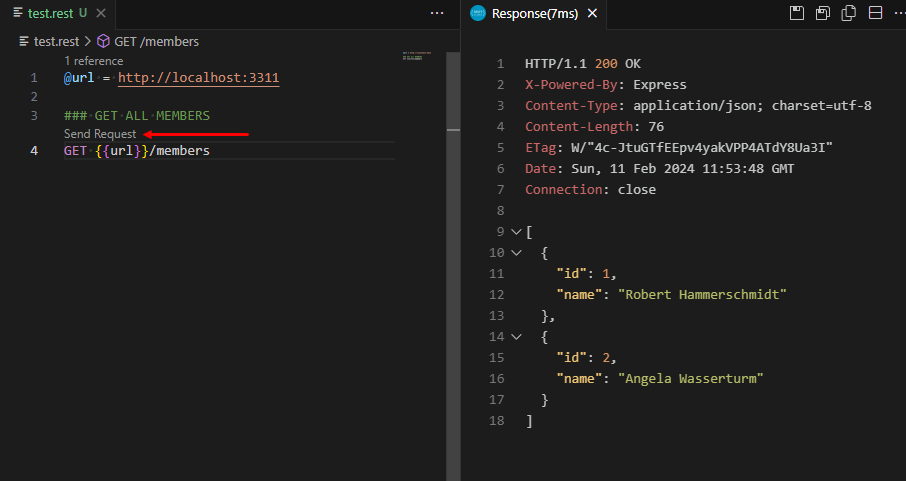 test.rest U
test.rest > GET /members
1 reference
1 @url = http://localhost:3311
2
3 ### GET ALL MEMBERS
Send Request
4 GET {{url}}/members
Response(7ms)
1 HTTP/1.1 200 OK
2 X-Powered-By: Express
3 Content-Type: application/json; charset=utf-8
4 Content-Length: 76
5 ETag: W/"4c-JtuGTfEEpv4yakVPP4ATdY8Ua3I"
6 Date: Sun, 11 Feb 2024 11:53:48 GMT
7 Connection: close
8
9 [
10 {
11 "id": 1,
12 "name": "Robert Hammerschmidt"
13 },
14 {
15 "id": 2,
16 "name": "Angela Wasserturm"
17 }
18 ]